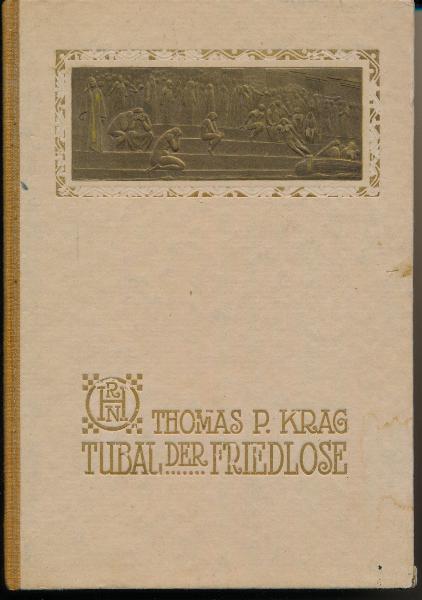 THOMAS P. KRAG
TUBAL DER FRIEDLOSE